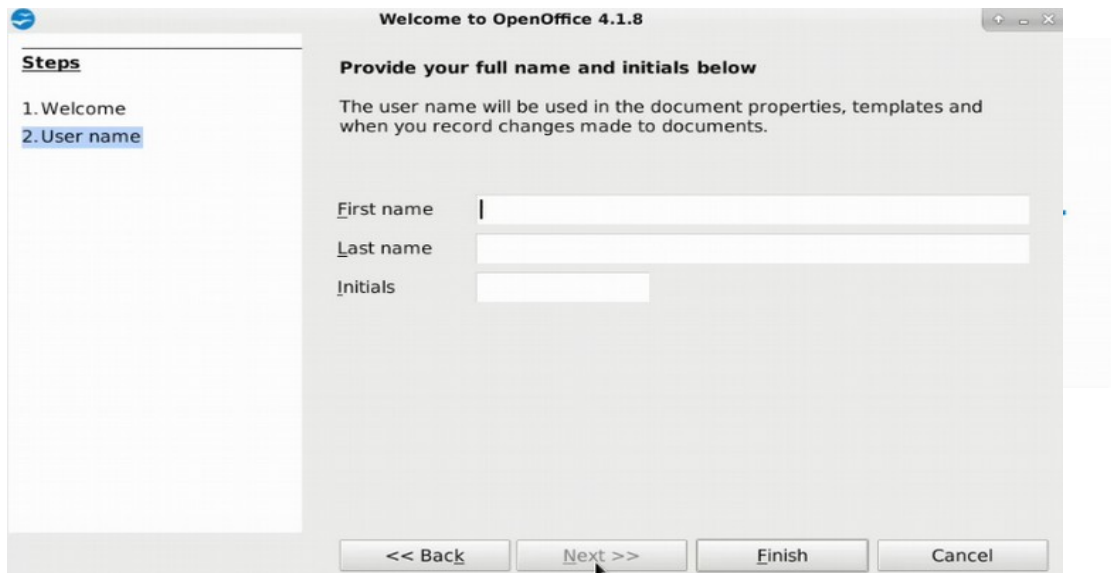 Welcome to OpenOffice 4.1.8
Steps
1. Welcome
2. User name
Provide your full name and initials below
The user name will be used in the document properties, templates and
when you record changes made to documents.
First name
Last name
Initials
<< Back
Next >>
Finish
Cancel